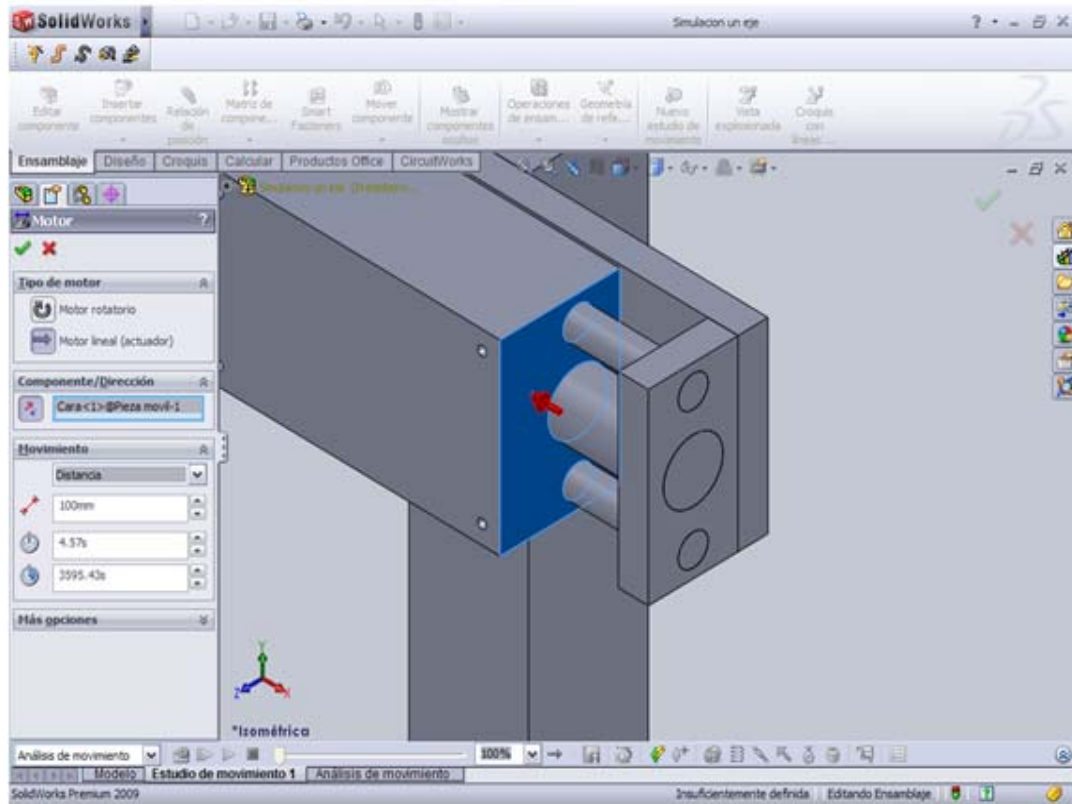 SolidWorks
Simulacion un eje
Editar componente
Insertar componentes
Relación de posición
Matriz de compone...
Smart Fasteners
Mover componente
Mostrar componentes ocultos
Operaciones de ensam...
Geometría de refe...
Nuevo estudio de movimiento
Vista explosionada
Croquis con líneas ...
Ensamblaje Diseño Croquis Calcular Productos Office CircuitWorks
Simulacion un eje
Motor ?
Tipo de motor
Motor rotatorio
Motor lineal (actuador)
Componente/Dirección
Cara<1>@Pieza movil-1
Movimiento
Distancia
100mm
4.57s
3595.43s
Más opciones
Y
Z
X
*Isométrica
Análisis de movimiento
100%
Modelo Estudio de movimiento 1 Análisis de movimiento
SolidWorks Premium 2009
Insuficientemente definida Editando Ensamblaje